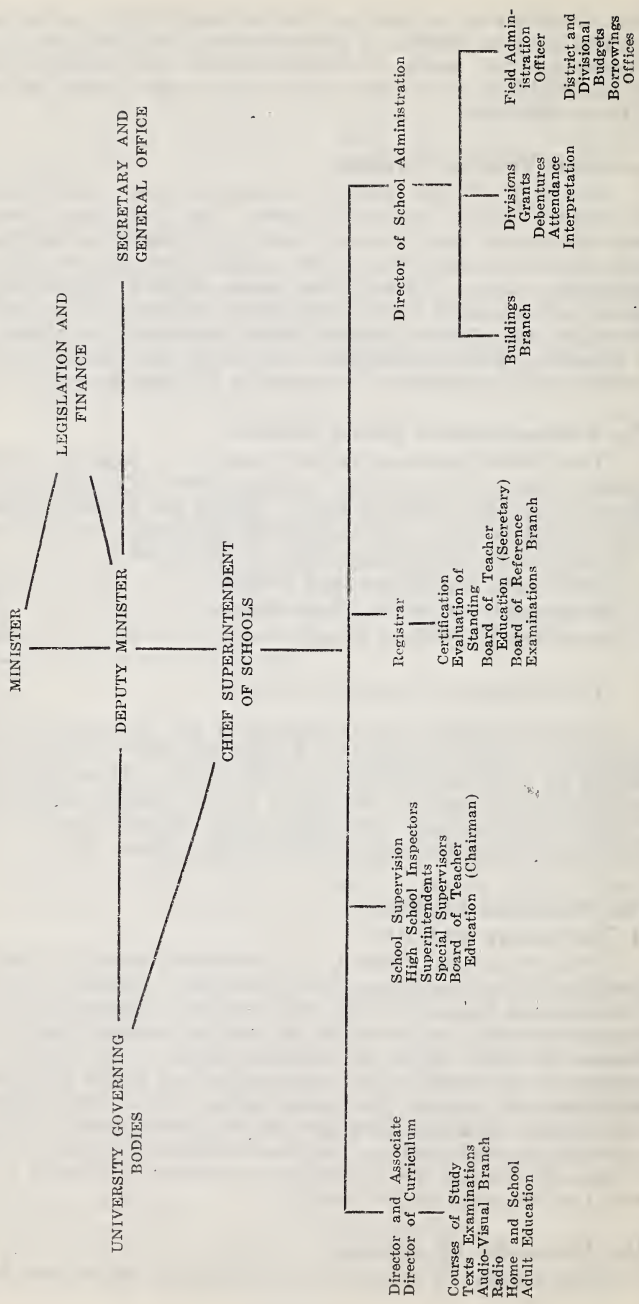 MINISTER
LEGISLATION AND
FINANCE
UNIVERSITY GOVERNING
BODIES
DEPUTY MINISTER
SECRETARY AND
GENERAL OFFICE
CHIEF SUPERINTENDENT
OF SCHOOLS
Director and Associate
Director of Curriculum
Courses of Study
Texts Examinations
Audio-Visual Branch
Radio
Home and School
Adult Education
School Supervision
High School Inspectors
Superintendents
Special Supervisors
Board of Teacher
Education (Chairman)
Registrar
Certification
Evaluation of
Standing
Board of Teacher
Education (Secretary)
Board of Reference
Examinations Branch
Director of School Administration
Buildings
Branch
Divisions
Grants
Debentures
Attendance
Interpretation
Field Admin-
istration
Officer
District and
Divisional
Budgets
Borrowings
Offices